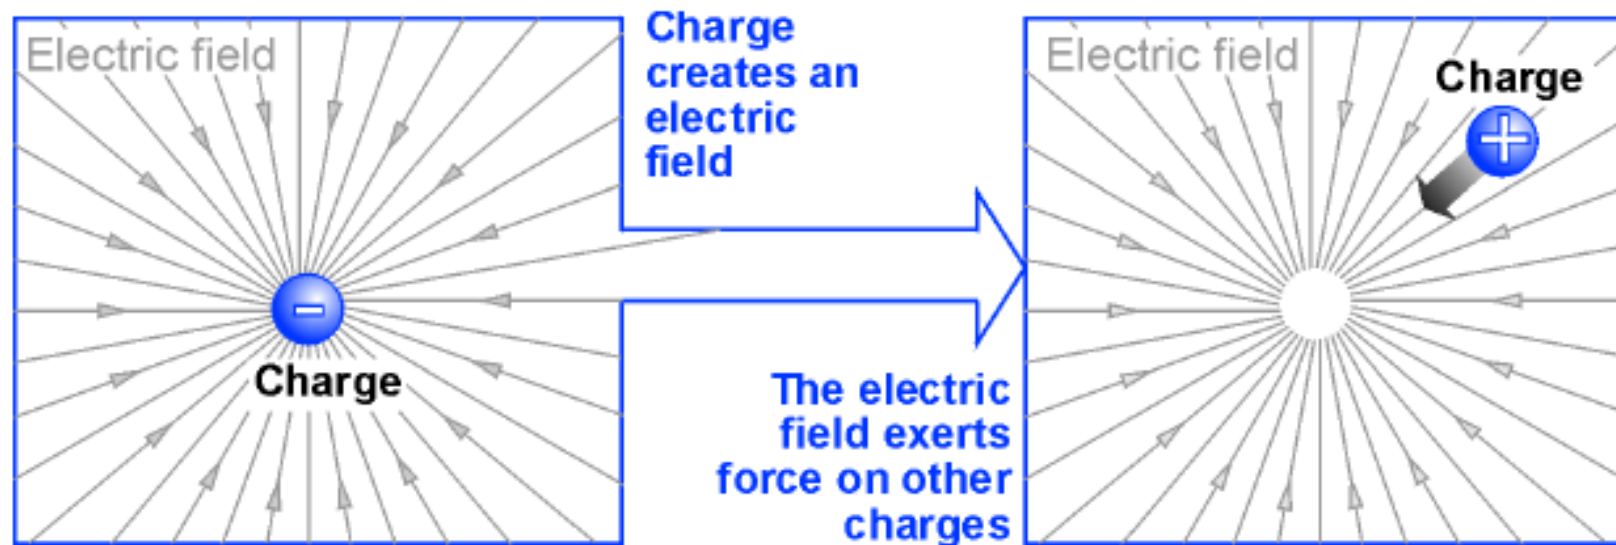 Electric field
Charge
Charge
creates an
electric
field
The electric
field exerts
force on other
charges
Electric field
Charge